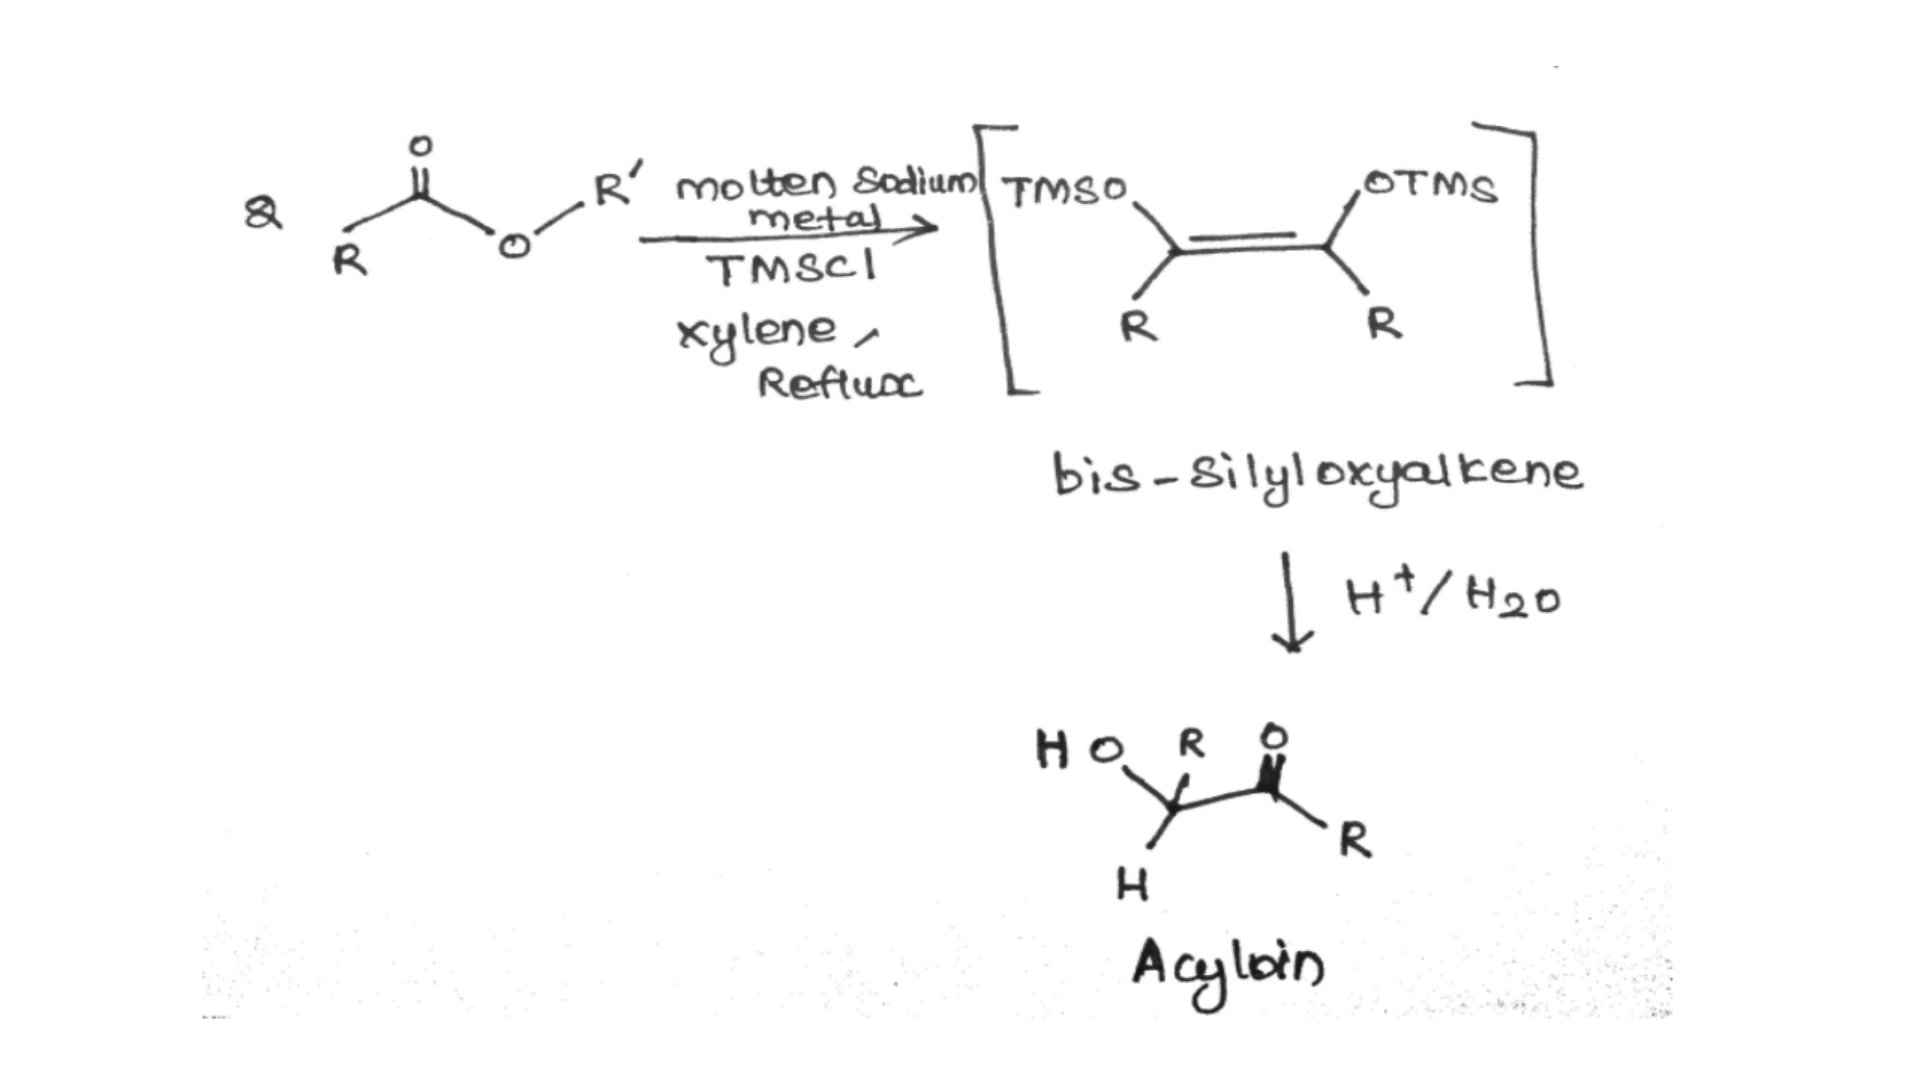 2
O
R
O
R'
molten sodium
metal
TMSCl
xylene,
Reflux
TMSO
OTMS
R
R
bis-silyloxyalkene
H+/H2O
HO
R
O
R
H
Acyloin